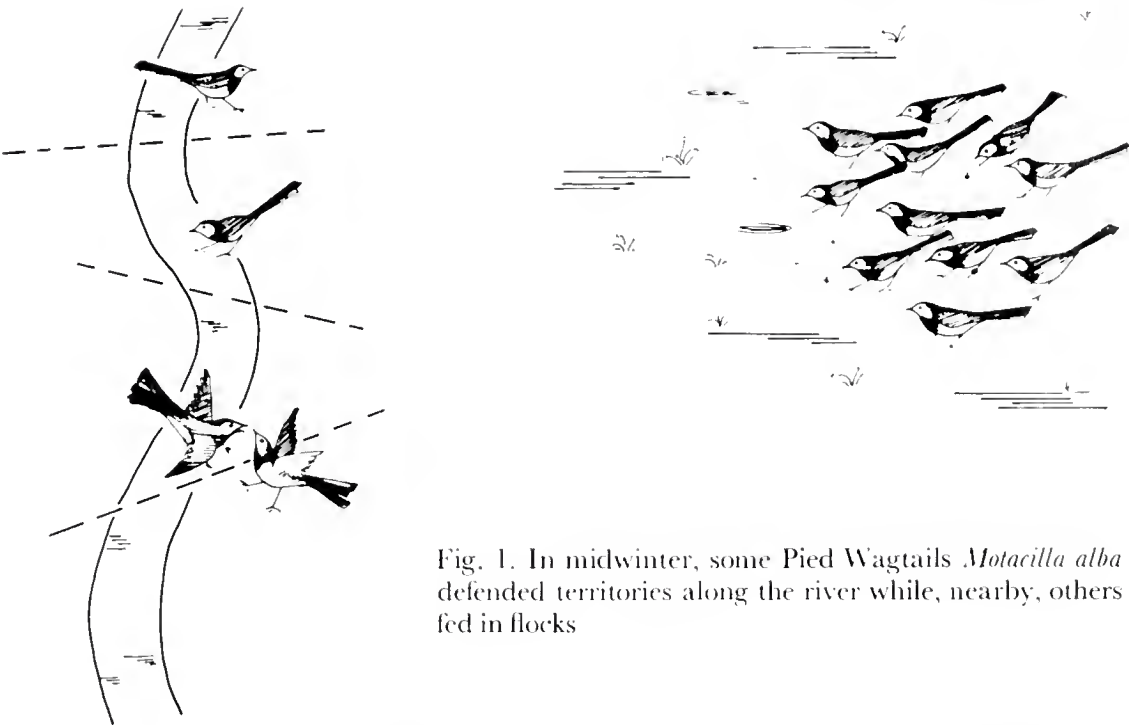 Fig. 1. In midwinter, some Pied Wagtails Motacilla alba
defended territories along the river while, nearby, others
fed in flocks